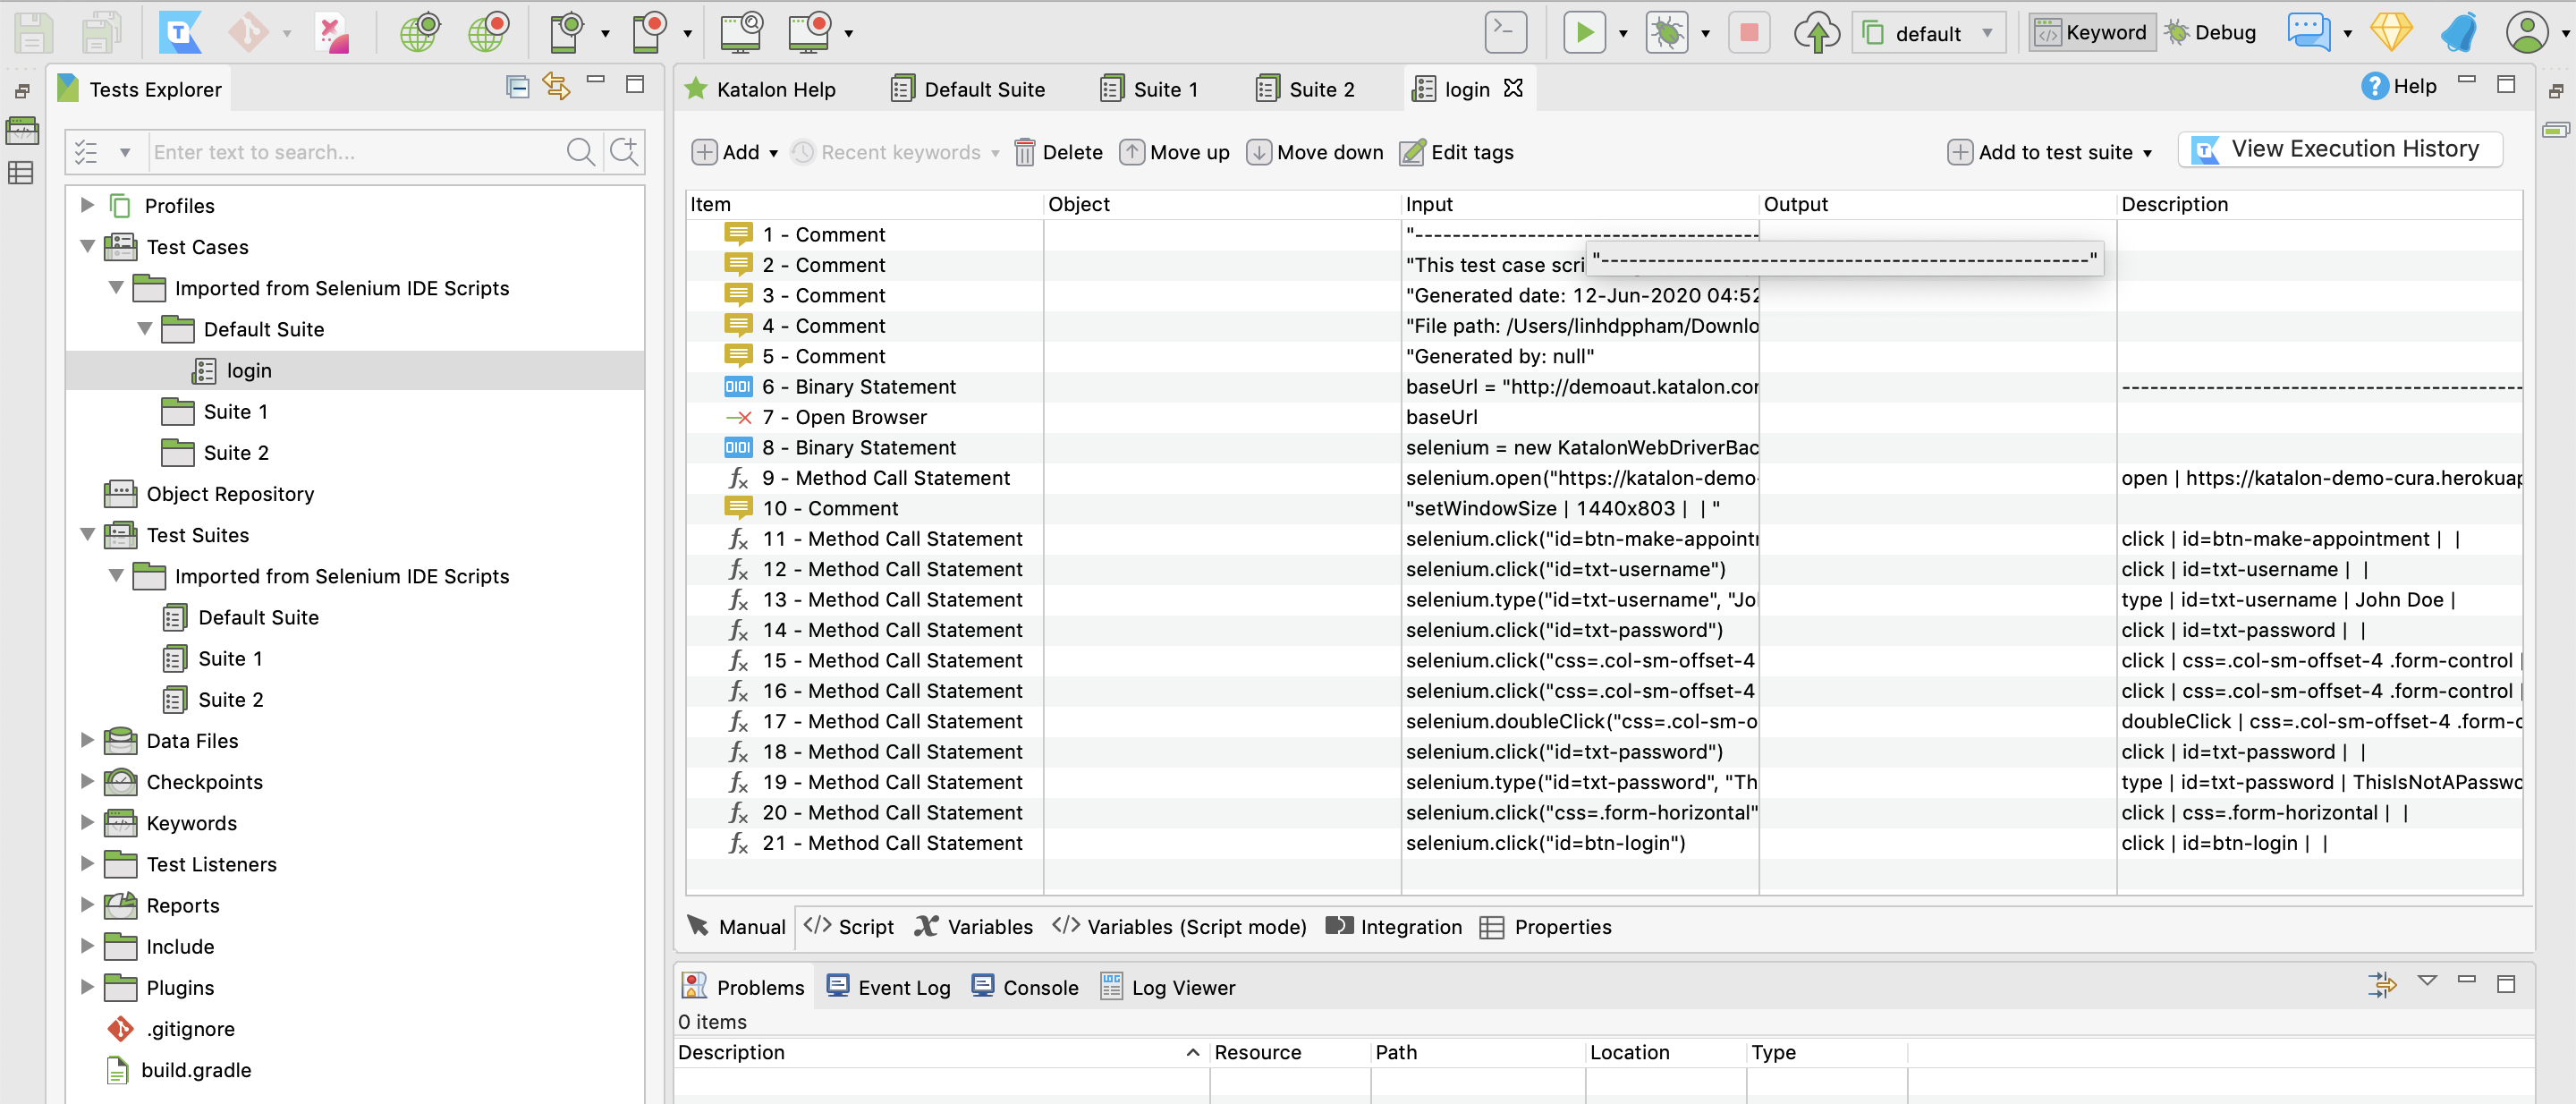 default
Keyword
Debug
Tests Explorer
Katalon Help
Default Suite
Suite 1
Suite 2
login
Help
Enter text to search...
Add
Recent keywords
Delete
Move up
Move down
Edit tags
Add to test suite
View Execution History
Profiles
Test Cases
Imported from Selenium IDE Scripts
Default Suite
login
Suite 1
Suite 2
Object Repository
Test Suites
Imported from Selenium IDE Scripts
Default Suite
Suite 1
Suite 2
Data Files
Checkpoints
Keywords
Test Listeners
Reports
Include
Plugins
.gitignore
build.gradle
Item Object Input Output Description
1 - Comment "------------------------------------
"---------------------------------------------------"
2 - Comment "This test case scri
3 - Comment "Generated date: 12-Jun-2020 04:52
4 - Comment "File path: /Users/linhdppham/Downlo
5 - Comment "Generated by: null"
6 - Binary Statement baseUrl = "http://demoaut.katalon.cor ------------------------------------------
7 - Open Browser baseUrl
8 - Binary Statement selenium = new KatalonWebDriverBac
9 - Method Call Statement selenium.open("https://katalon-demo- open | https://katalon-demo-cura.herokuap
10 - Comment "setWindowSize | 1440x803 | | "
11 - Method Call Statement selenium.click("id=btn-make-appointr click | id=btn-make-appointment | |
12 - Method Call Statement selenium.click("id=txt-username") click | id=txt-username | |
13 - Method Call Statement selenium.type("id=txt-username", "Jo click | type | id=txt-username | John Doe |
14 - Method Call Statement selenium.click("id=txt-password") click | id=txt-password | |
15 - Method Call Statement selenium.click("css=.col-sm-offset-4 click | css=.col-sm-offset-4 .form-control |
16 - Method Call Statement selenium.click("css=.col-sm-offset-4 click | css=.col-sm-offset-4 .form-control |
17 - Method Call Statement selenium.doubleClick("css=.col-sm-o doubleClick | css=.col-sm-offset-4 .form-c
18 - Method Call Statement selenium.click("id=txt-password") click | id=txt-password | |
19 - Method Call Statement selenium.type("id=txt-password", "Th type | id=txt-password | ThisIsNotAPasswo
20 - Method Call Statement selenium.click("css=.form-horizontal" click | css=.form-horizontal | |
21 - Method Call Statement selenium.click("id=btn-login") click | id=btn-login | |
Manual
Script
Variables
Variables (Script mode)
Integration
Properties
Problems
Event Log
Console
Log Viewer
0 items
Description Resource Path Location Type